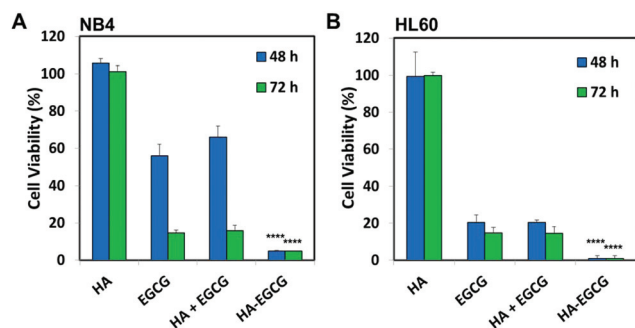 A NB4
120
100
80
60
40
20
0
Cell Viability (%)
48 h
72 h
**** ****
HA
EGCG
HA + EGCG
HA-EGCG
B HL60
120
100
80
60
40
20
0
Cell Viability (%)
48 h
72 h
****
****
HA
EGCG
HA + EGCG
HA-EGCG